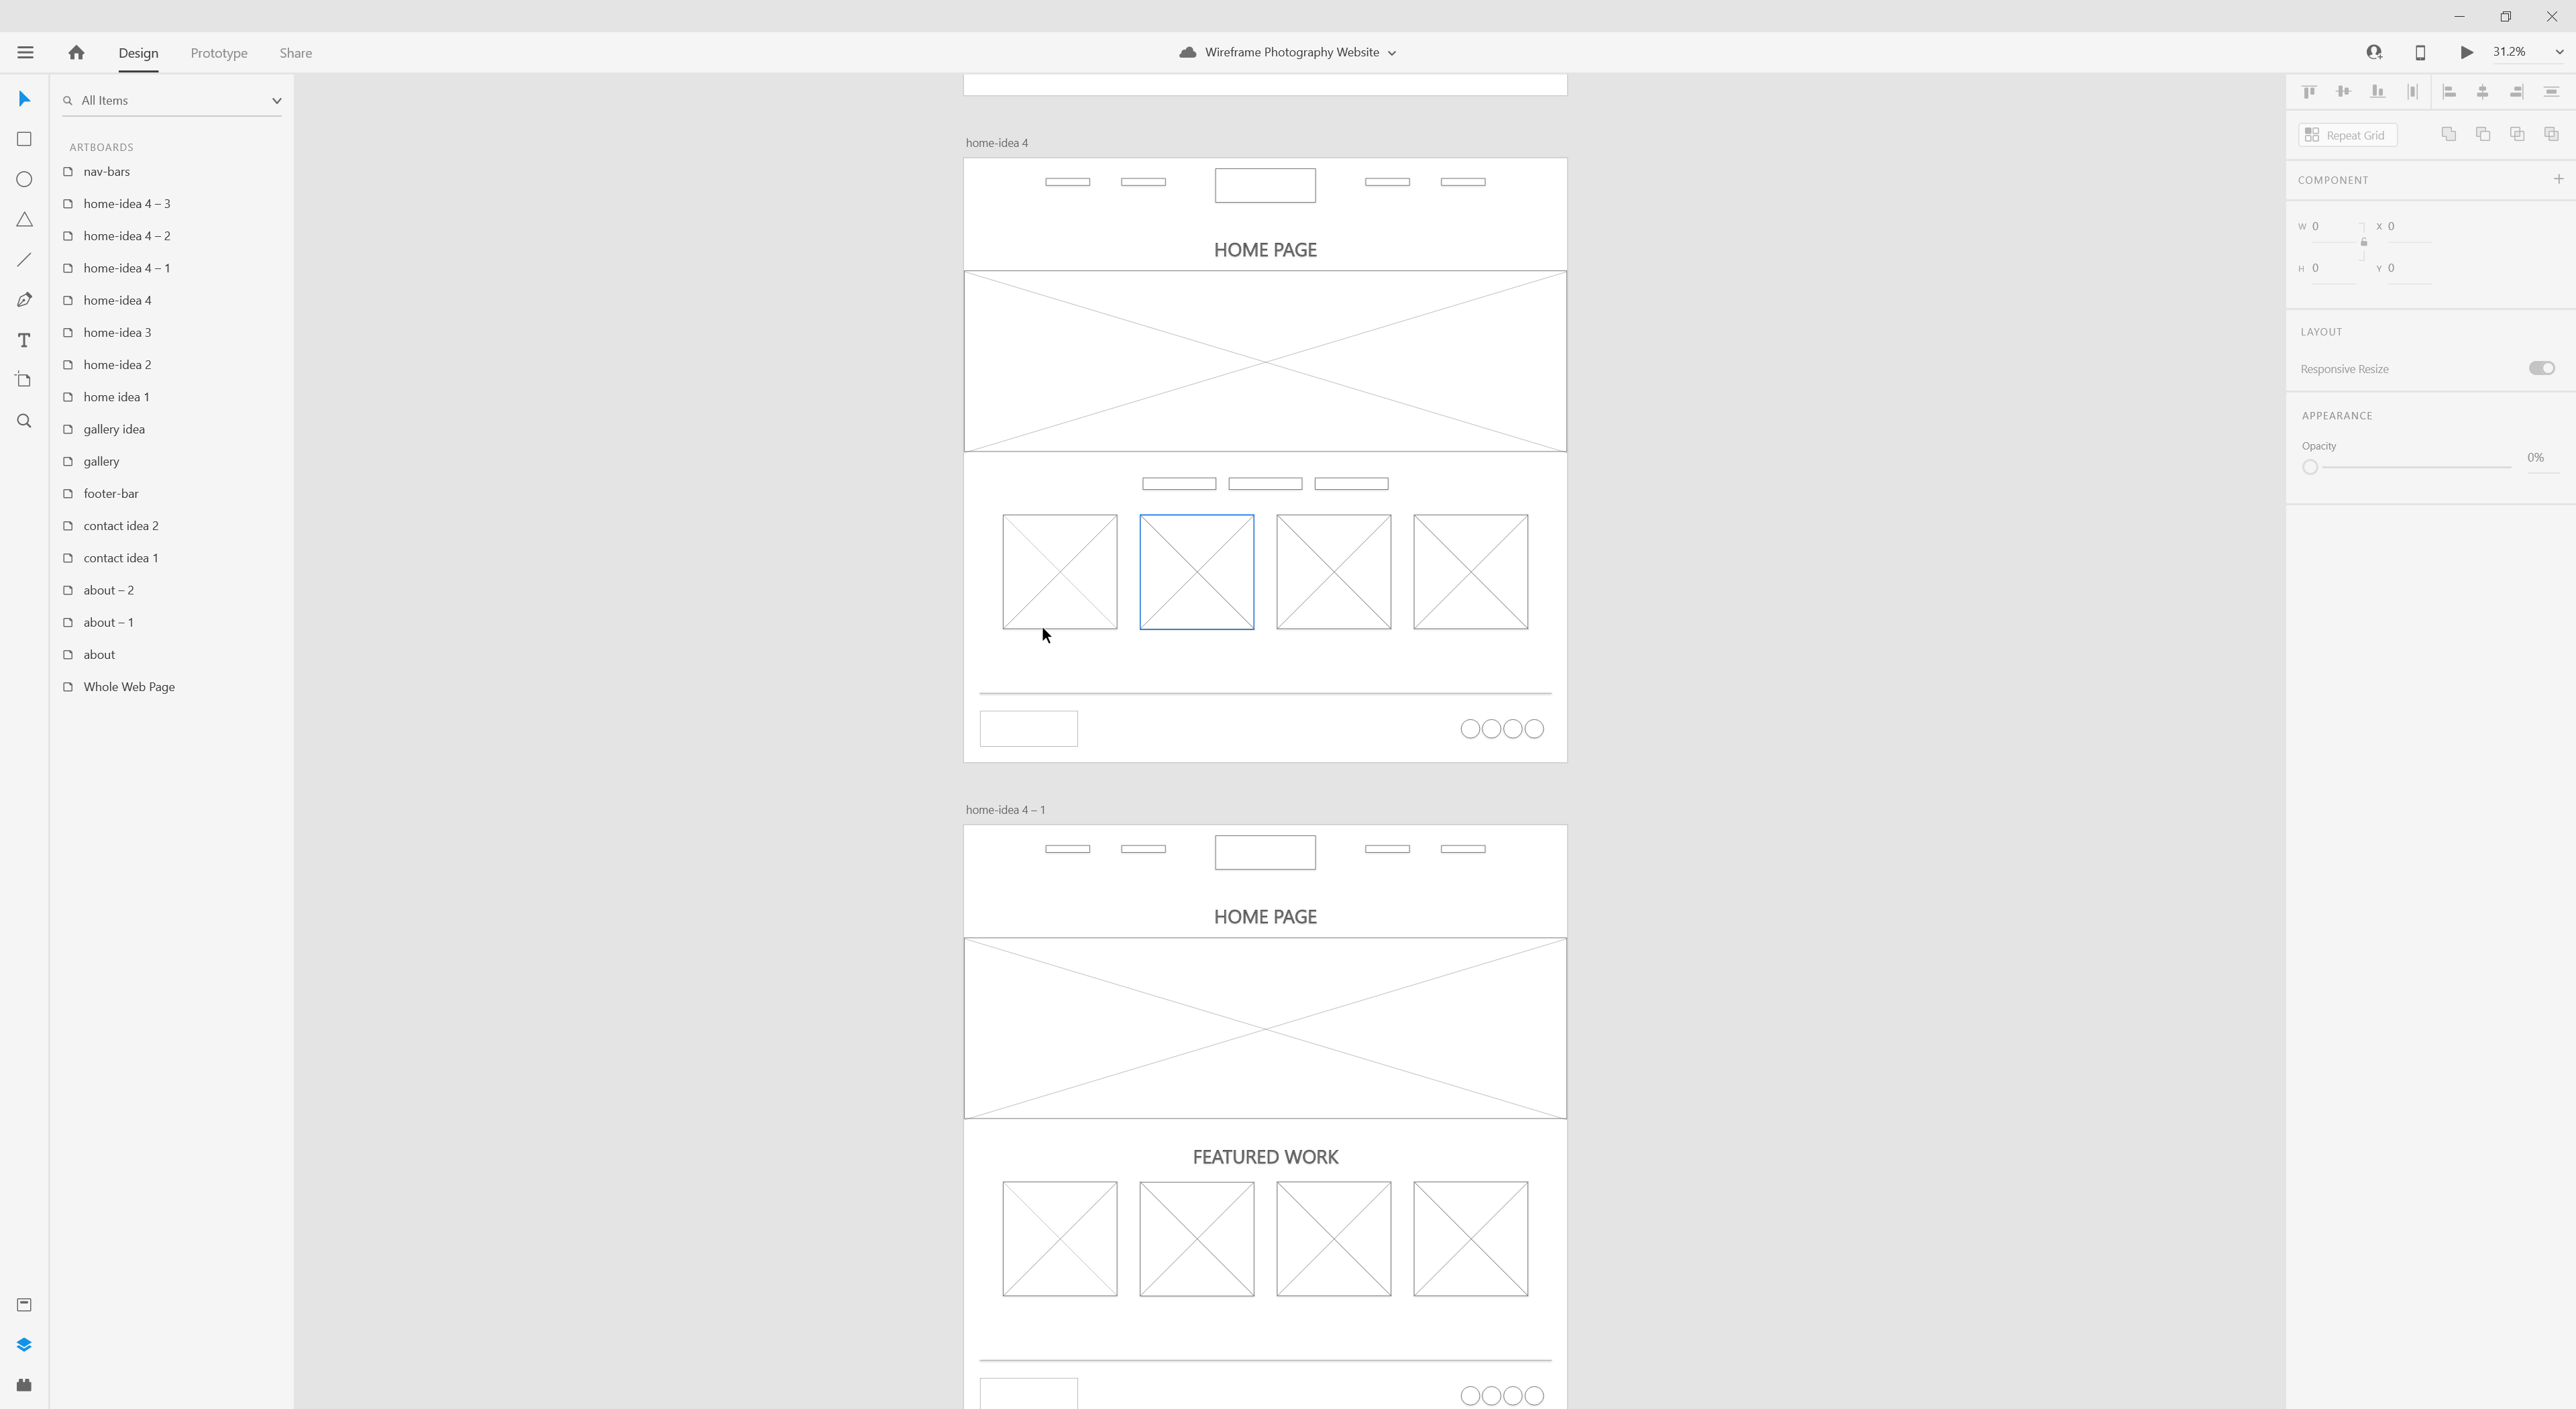 Design Prototype Share Wireframe Photography Website 31.2%
All Items
ARTBOARDS
nav-bars
home-idea 4 – 3
home-idea 4 – 2
home-idea 4 – 1
home-idea 4
home-idea 3
home-idea 2
home idea 1
gallery idea
gallery
footer-bar
contact idea 2
contact idea 1
about – 2
about – 1
about
Whole Web Page
home-idea 4
HOME PAGE
home-idea 4 – 1
HOME PAGE
FEATURED WORK
Repeat Grid
COMPONENT
W 0 X 0
H 0 Y 0
LAYOUT
Responsive Resize
APPEARANCE
Opacity
0%